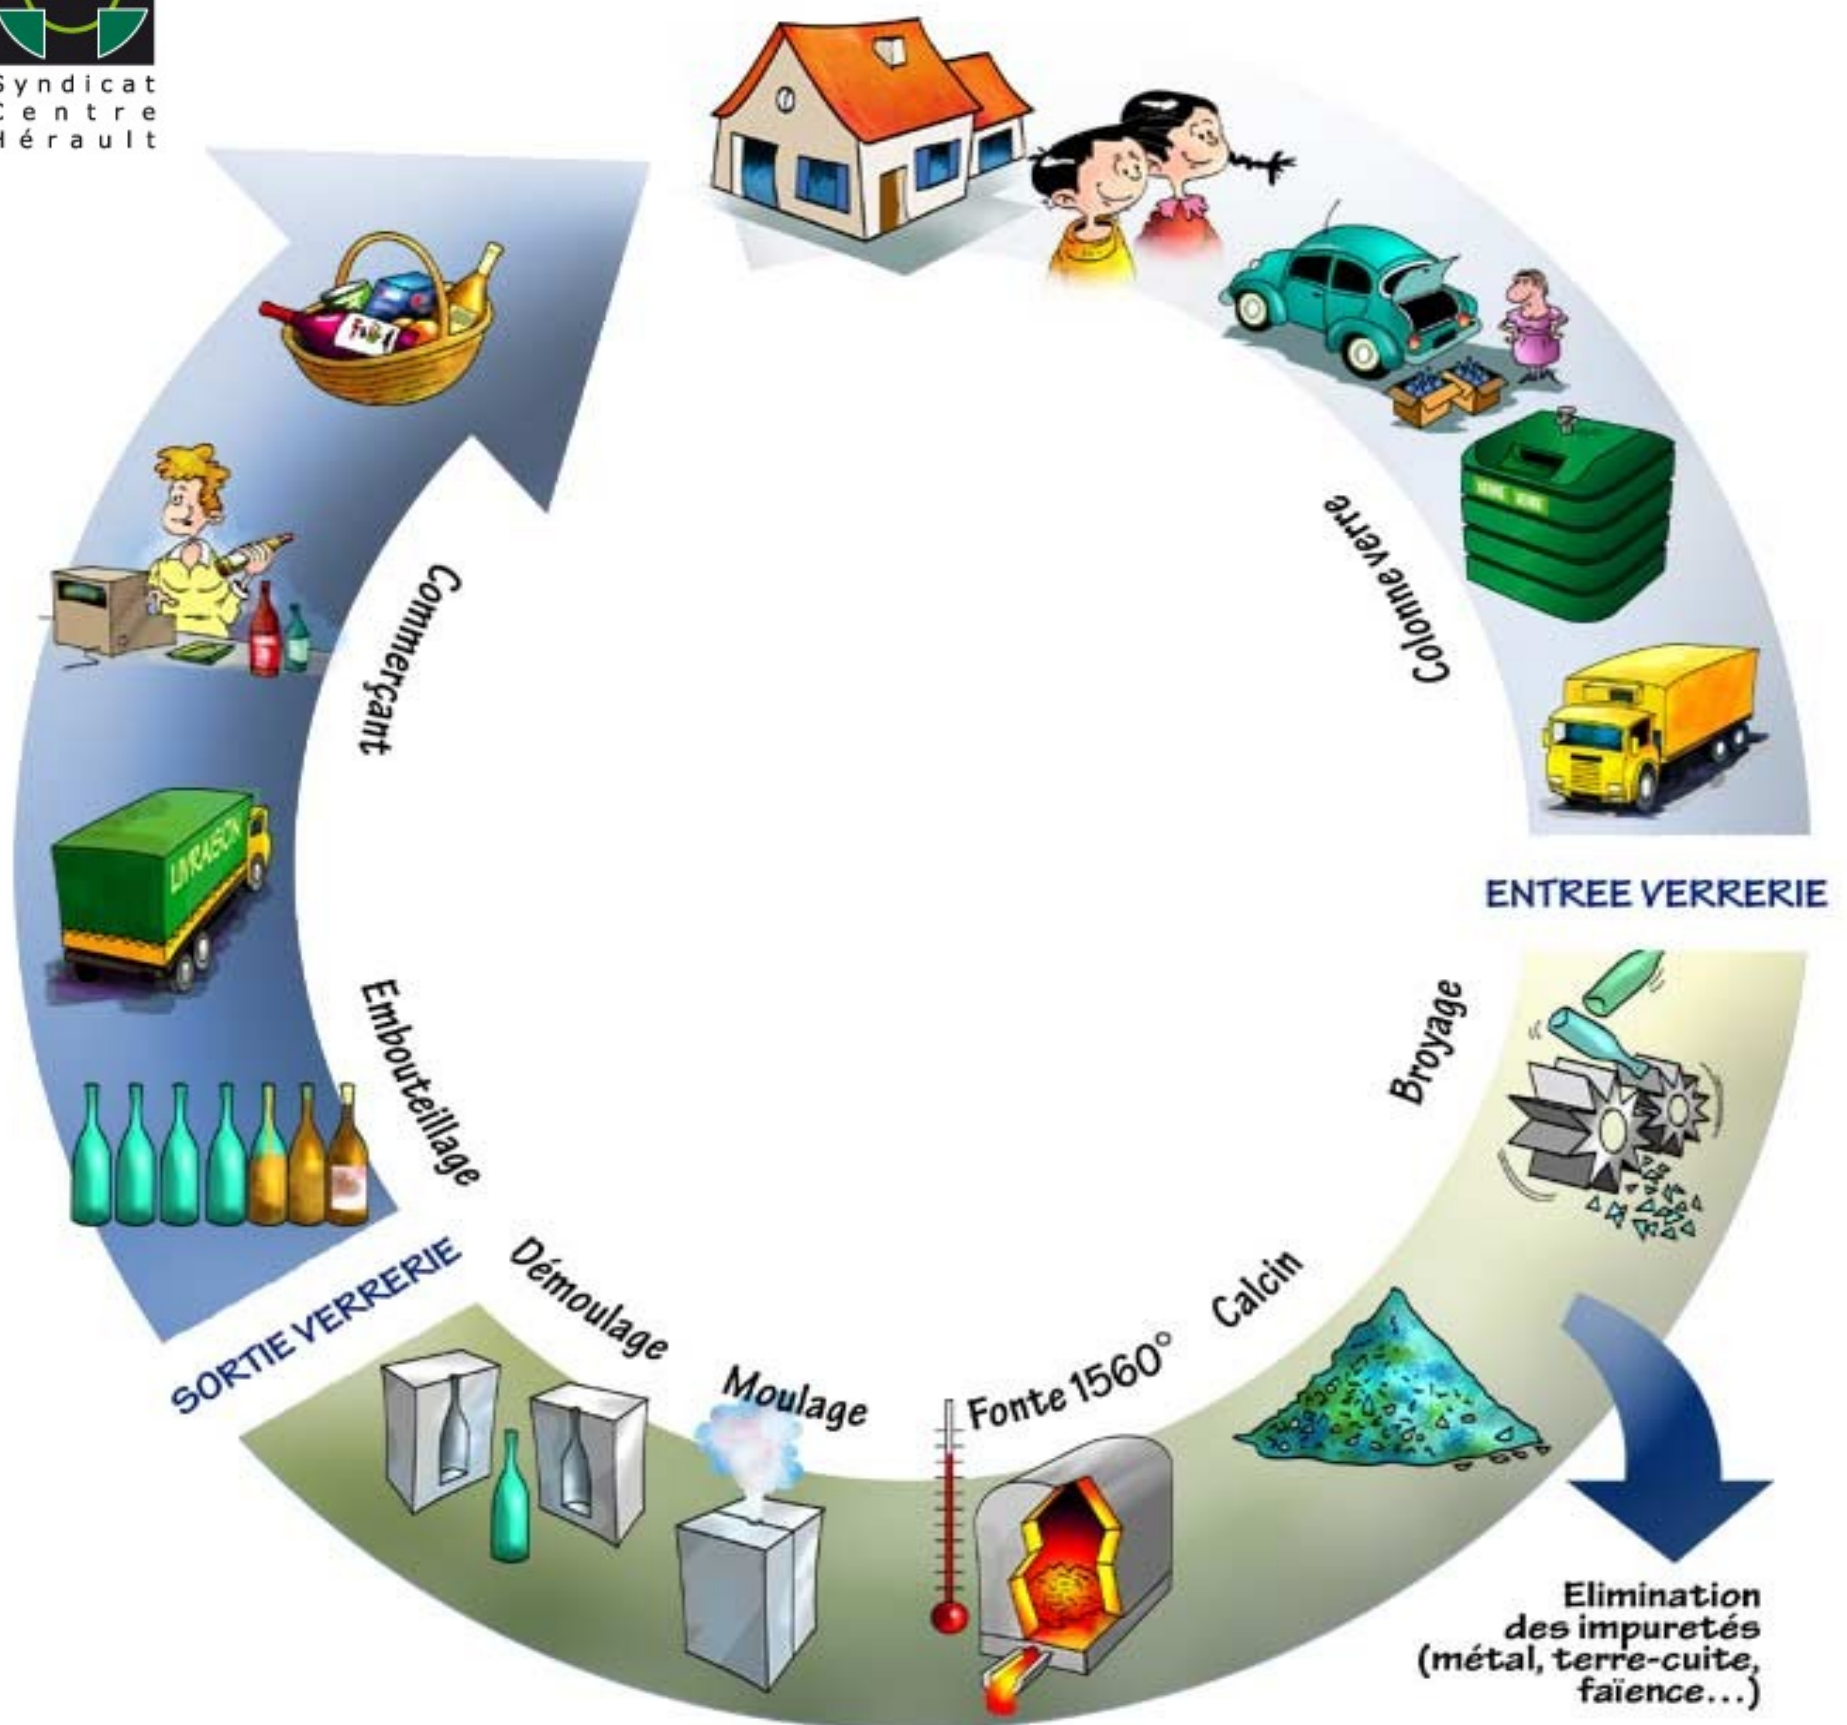 Syndicat
Centre
Hérault
Colonne verre
ENTREE VERRERIE
Broyage
Elimination
des impuretés
(métal, terre-cuite,
faïence...)
Calcin
Fonte 1560°
Moulage
Démoulage
SORTIE VERRERIE
Embouteillage
LIVRAISON
Commerçant